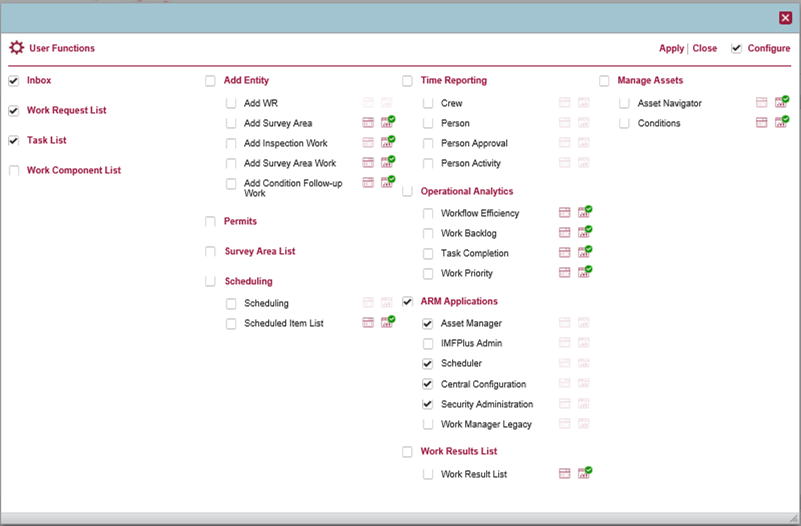 User Functions
Apply | Close Configure
Inbox
Work Request List
Task List
Work Component List
Add Entity
Add WR
Add Survey Area
Add Inspection Work
Add Survey Area Work
Add Condition Follow-up
Work
Permits
Survey Area List
Scheduling
Scheduling
Scheduled Item List
Time Reporting
Crew
Person
Person Approval
Person Activity
Operational Analytics
Workflow Efficiency
Work Backlog
Task Completion
Work Priority
ARM Applications
Asset Manager
IMFPlus Admin
Scheduler
Central Configuration
Security Administration
Work Manager Legacy
Work Results List
Work Result List
Manage Assets
Asset Navigator
Conditions